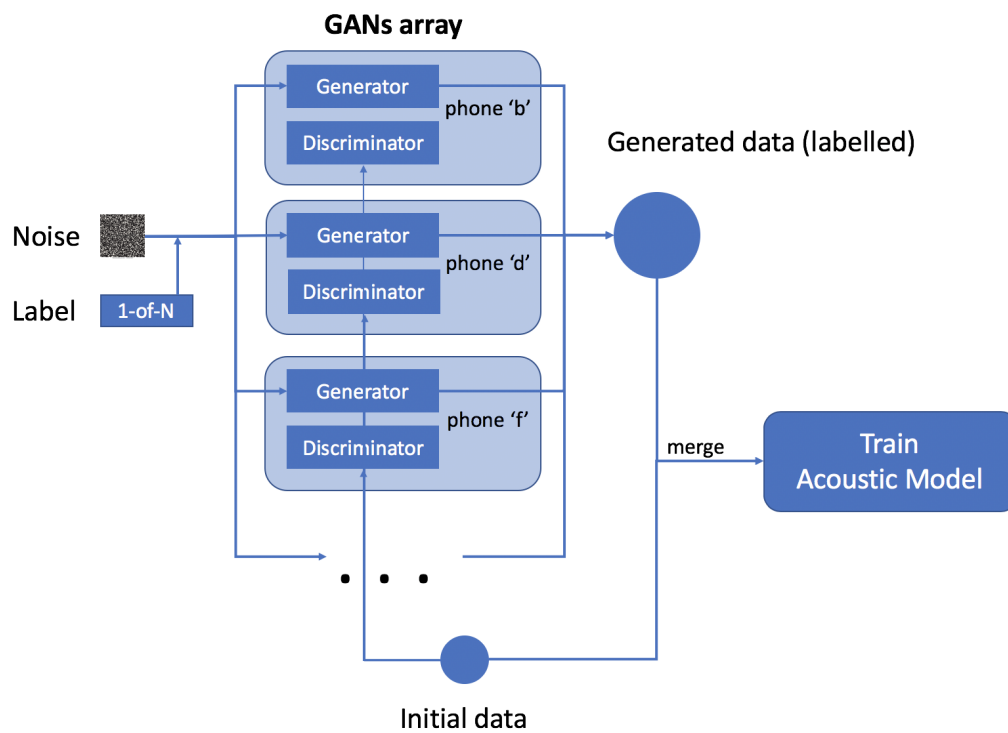 GANs array
Generator
phone ‘b’
Discriminator
Generated data (labelled)
Noise
Generator
phone ‘d’
Discriminator
Label
1-of-N
Generator
phone ‘f’
Discriminator
merge
Train
Acoustic Model
. . .
Initial data